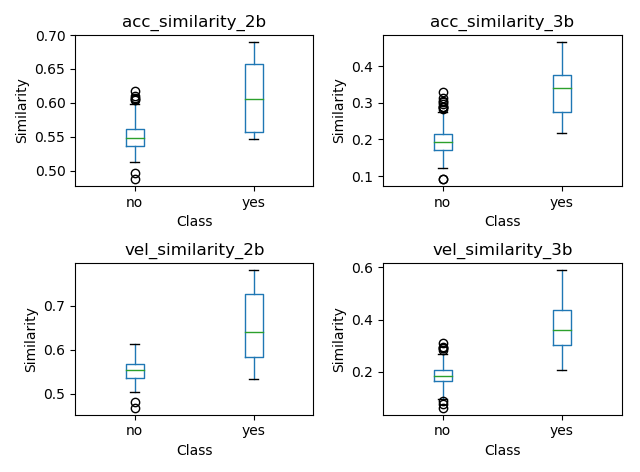 acc_similarity_2b
0.70
0.65
0.60
0.55
0.50
Similarity
no yes
Class
acc_similarity_3b
0.4
0.3
0.2
0.1
Similarity
no yes
Class
vel_similarity_2b
0.7
0.6
0.5
Similarity
no yes
Class
vel_similarity_3b
0.6
0.4
0.2
Similarity
no yes
Class